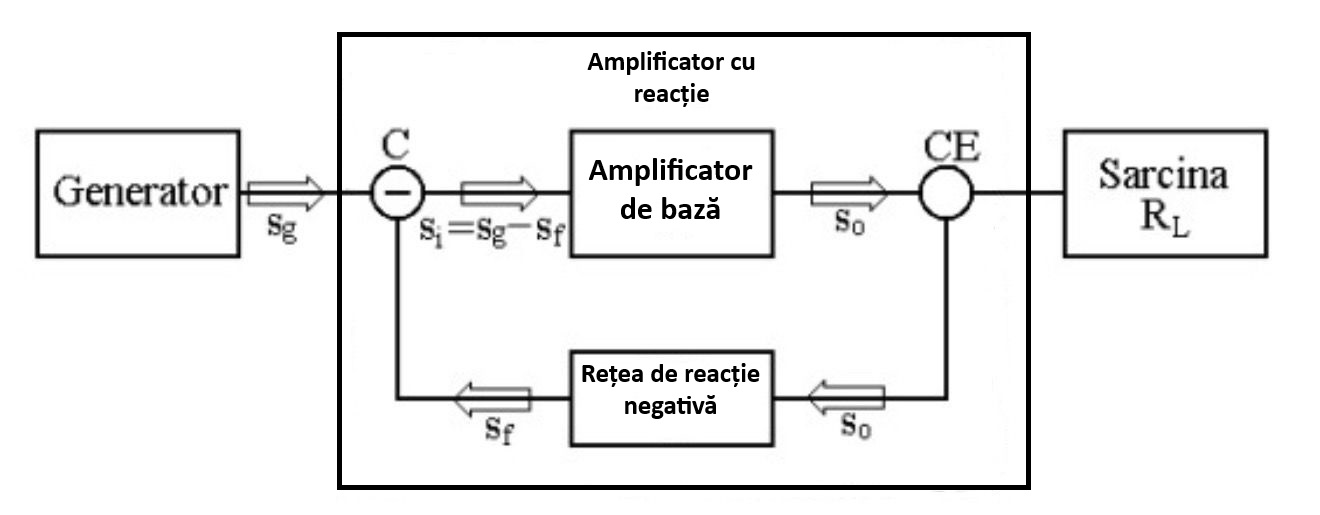 Amplificator cu
reacție
C
CE
Generator
−
Amplificator
de bază
Sarcina
R_L
s_g
s_i=s_g−s_f
s_o
Rețea de reacție
negativă
s_f
s_o